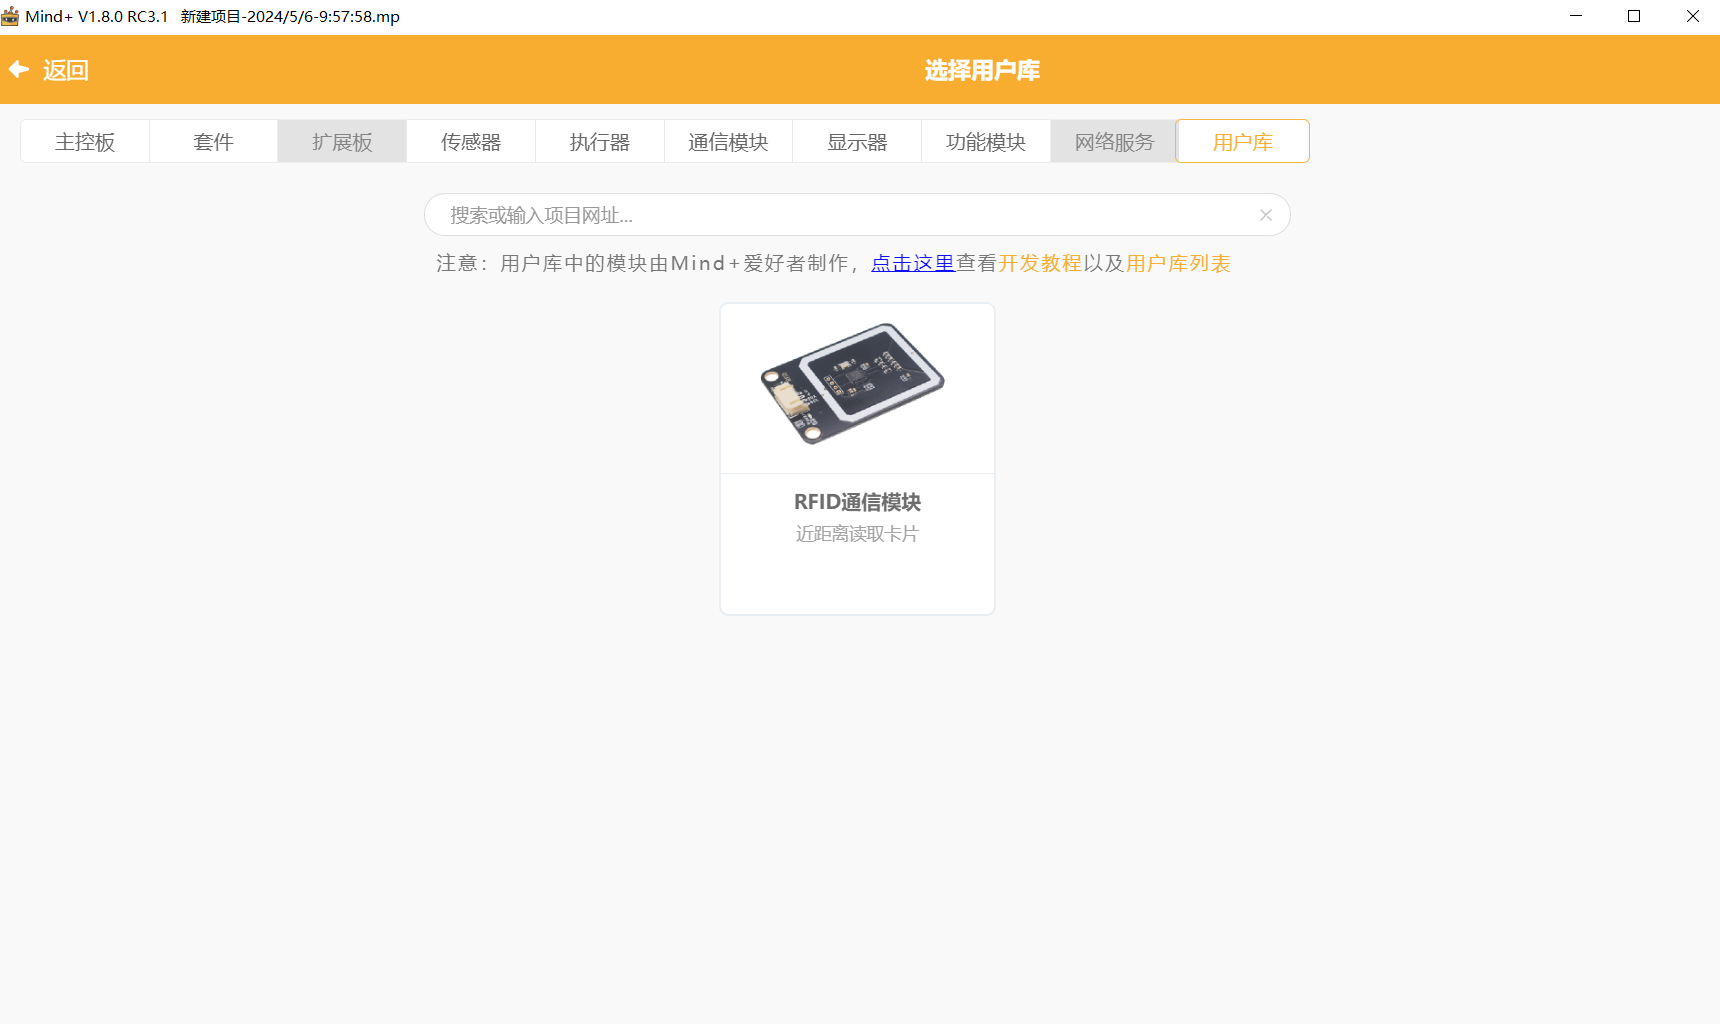 Mind+ V1.8.0 RC3.1 新建项目-2024/5/6-9:57:58.mp
返回
选择用户库
主控板 套件 扩展板 传感器 执行器 通信模块 显示器 功能模块 网络服务 用户库
搜索或输入项目网址...
注意：用户库中的模块由Mind+爱好者制作，点击这里查看开发教程以及用户库列表
RFID通信模块
近距离读取卡片